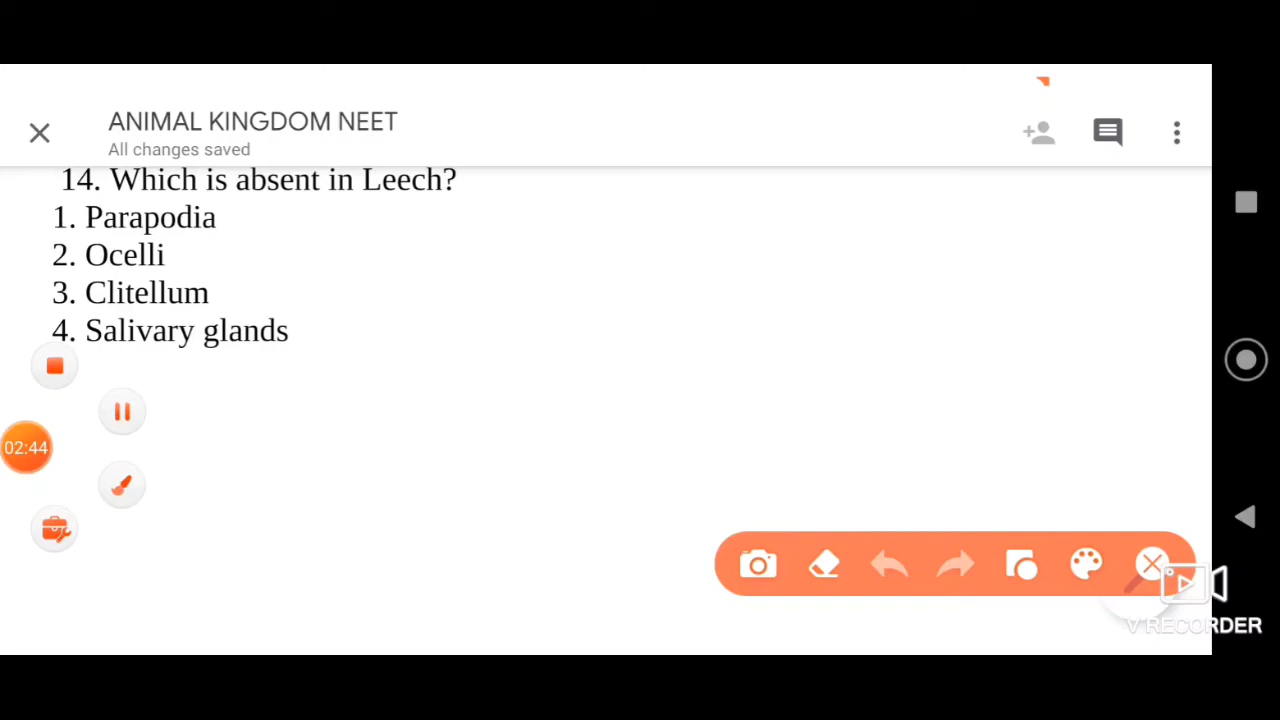 ANIMAL KINGDOM NEET
All changes saved
14. Which is absent in Leech?
1. Parapodia
2. Ocelli
3. Clitellum
4. Salivary glands
02:44
V RECORDER